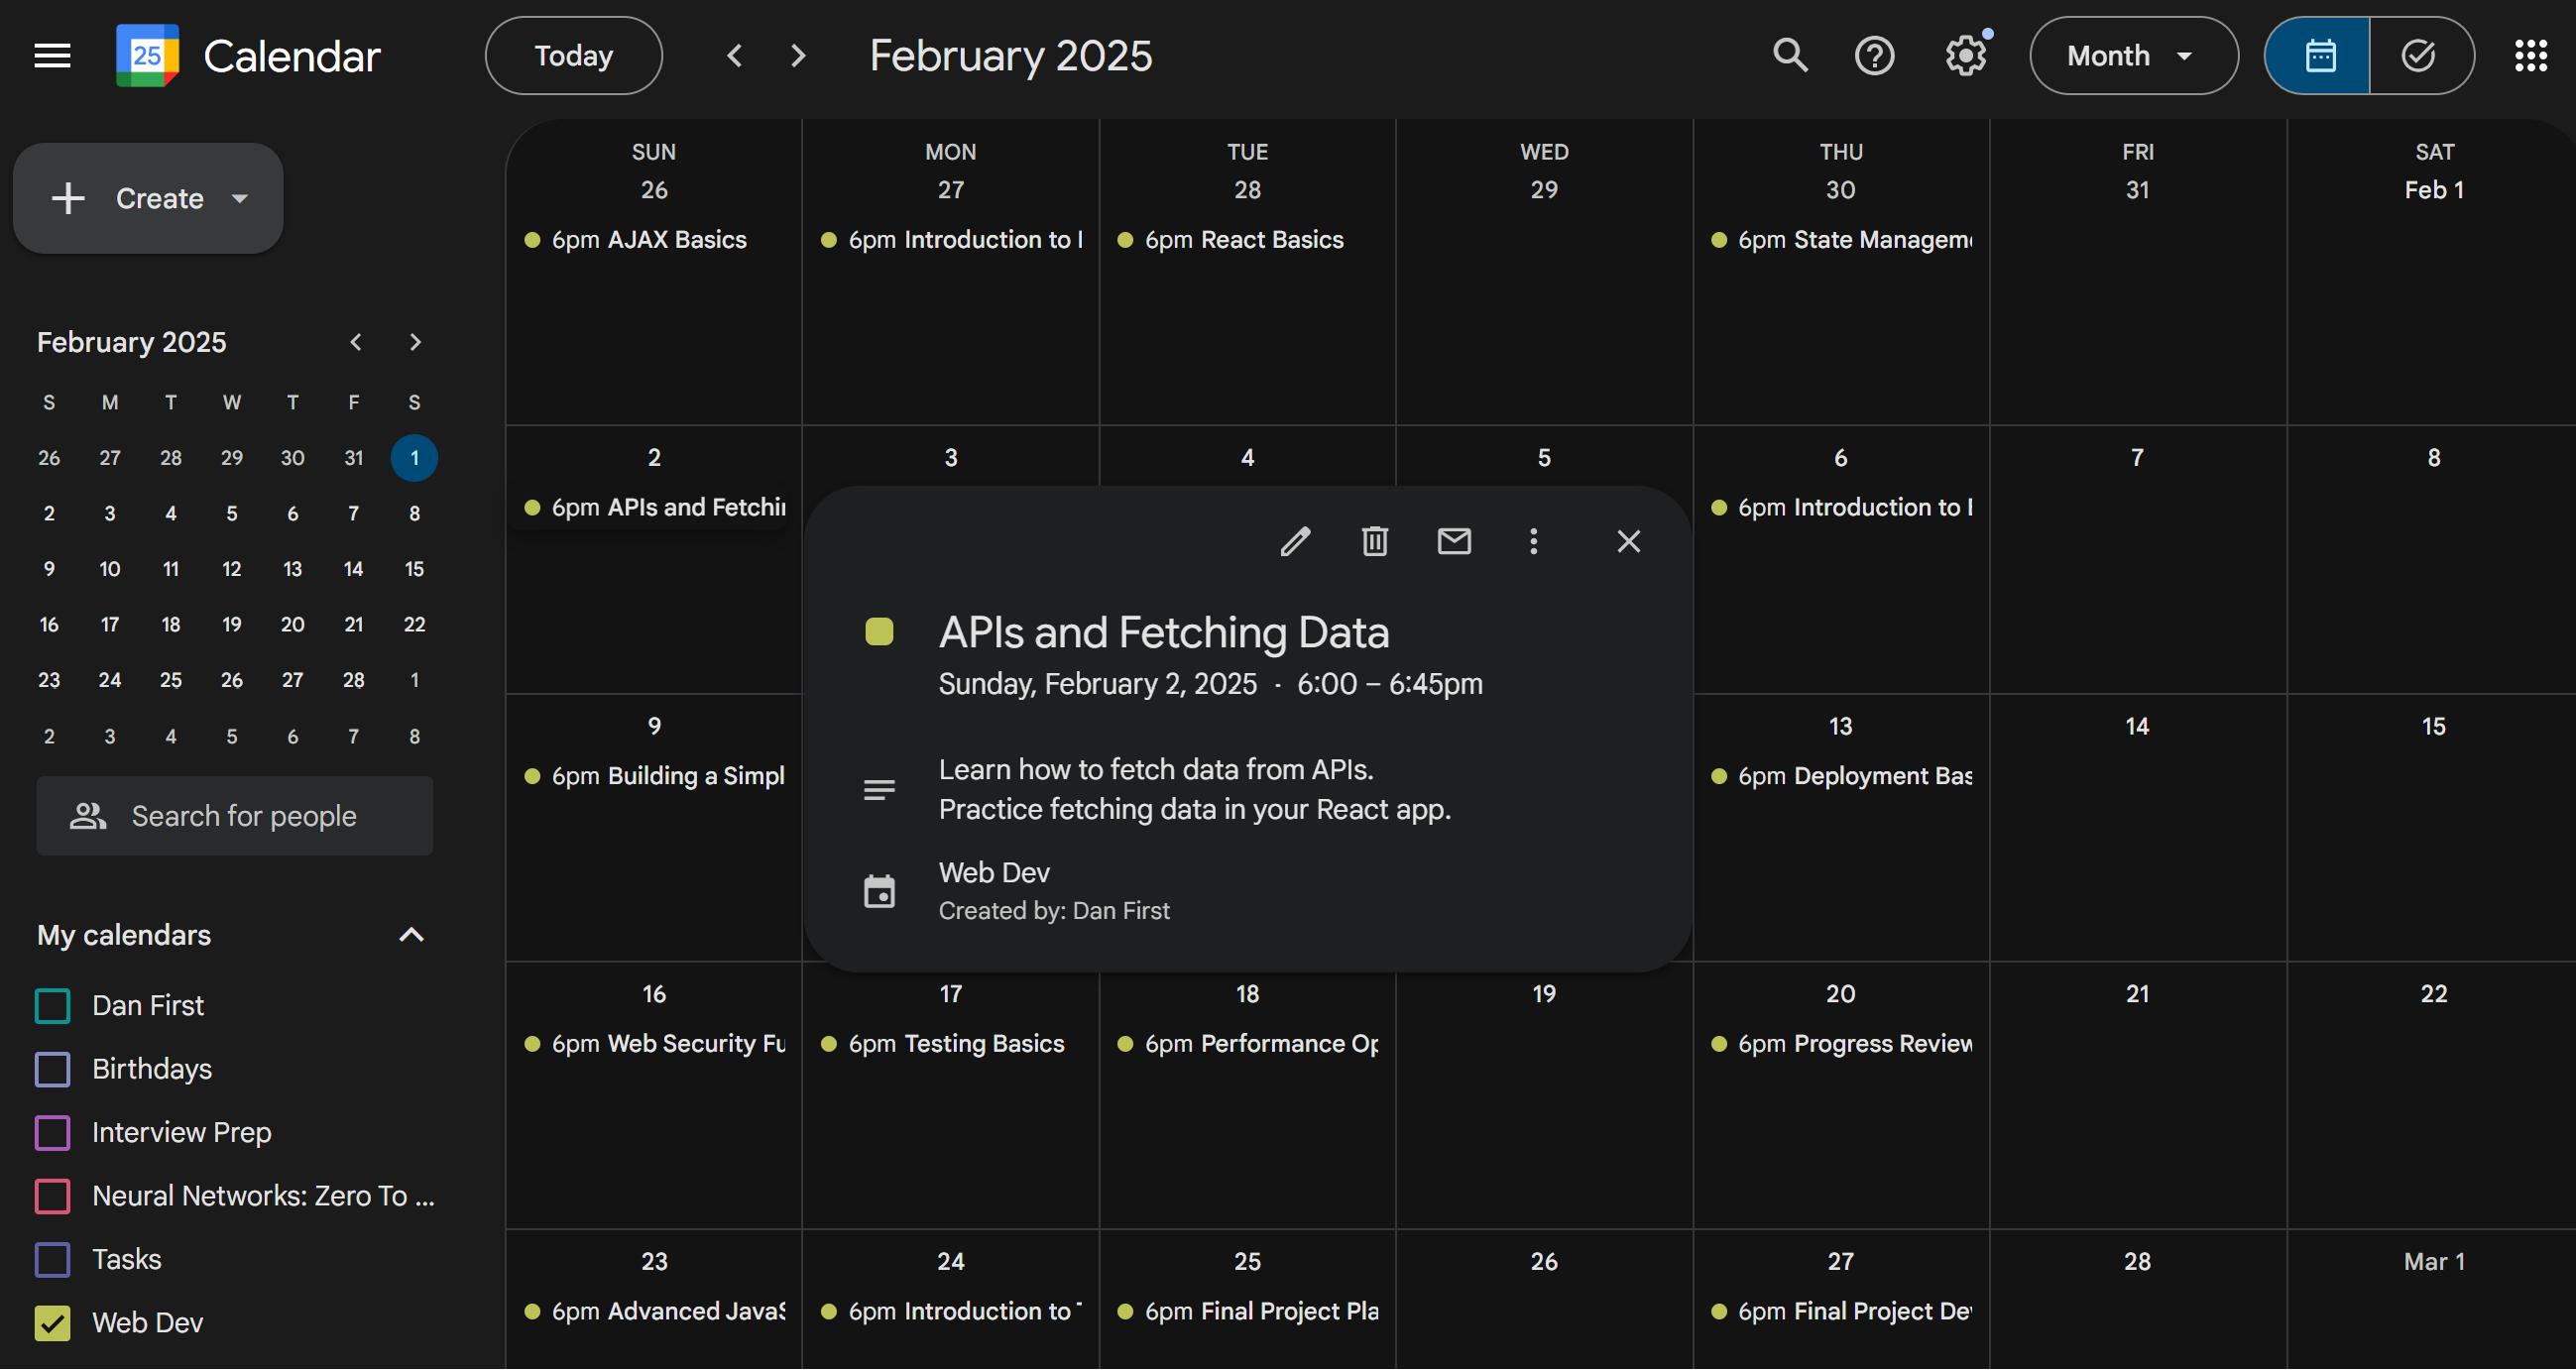 25 Calendar Today February 2025 Month
Create
February 2025
S M T W T F S
26 27 28 29 30 31 1
2 3 4 5 6 7 8
9 10 11 12 13 14 15
16 17 18 19 20 21 22
23 24 25 26 27 28 1
2 3 4 5 6 7 8
Search for people
My calendars
Dan First
Birthdays
Interview Prep
Neural Networks: Zero To ...
Tasks
Web Dev
SUN MON TUE WED THU FRI SAT
26 27 28 29 30 31 Feb 1
6pm AJAX Basics 6pm Introduction to 6pm React Basics 6pm State Managem
2 3 4 5 6 7 8
6pm APIs and Fetchin 6pm Introduction to
APIs and Fetching Data
Sunday, February 2, 2025 · 6:00 – 6:45pm
Learn how to fetch data from APIs.
Practice fetching data in your React app.
Web Dev
Created by: Dan First
9 13 14 15
6pm Building a Simpl 6pm Deployment Bas
16 17 18 19 20 21 22
6pm Web Security Fu 6pm Testing Basics 6pm Performance Op 6pm Progress Review
23 24 25 26 27 28 Mar 1
6pm Advanced JavaS 6pm Introduction to 6pm Final Project Pla 6pm Final Project Dev